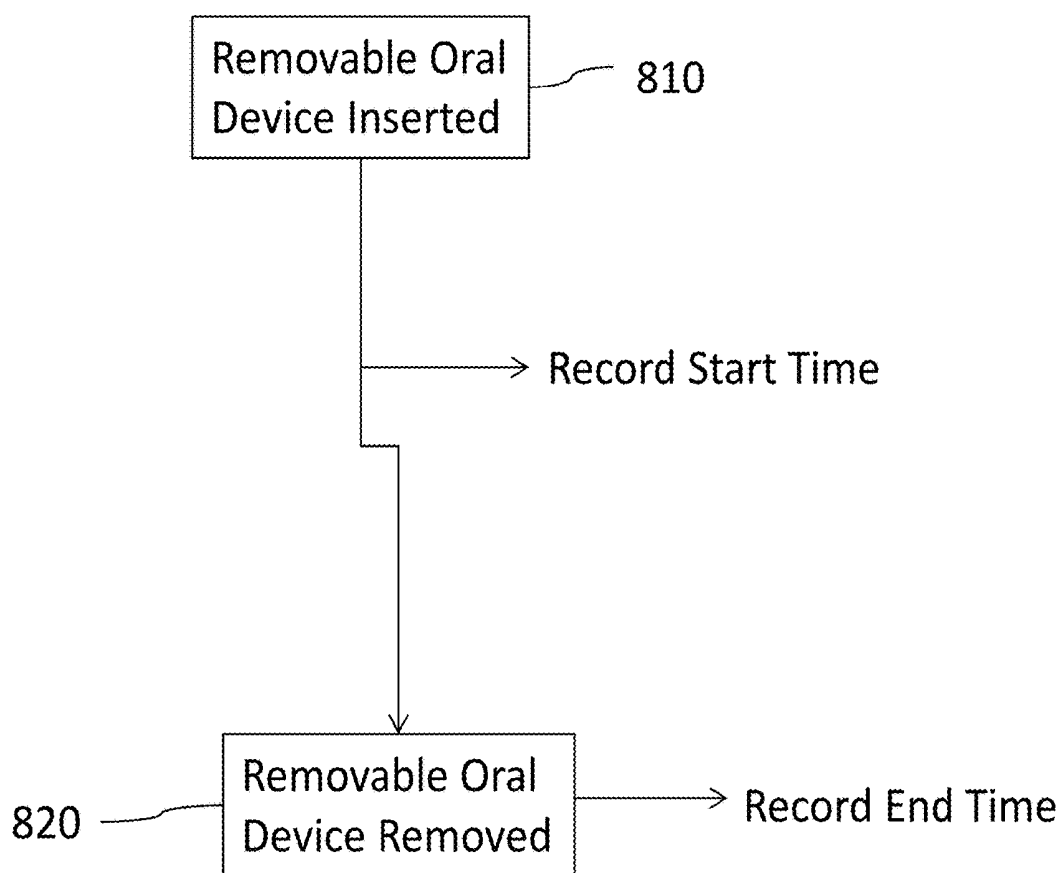 Removable Oral
Device Inserted
810
Record Start Time
Removable Oral
Device Removed
820
Record End Time